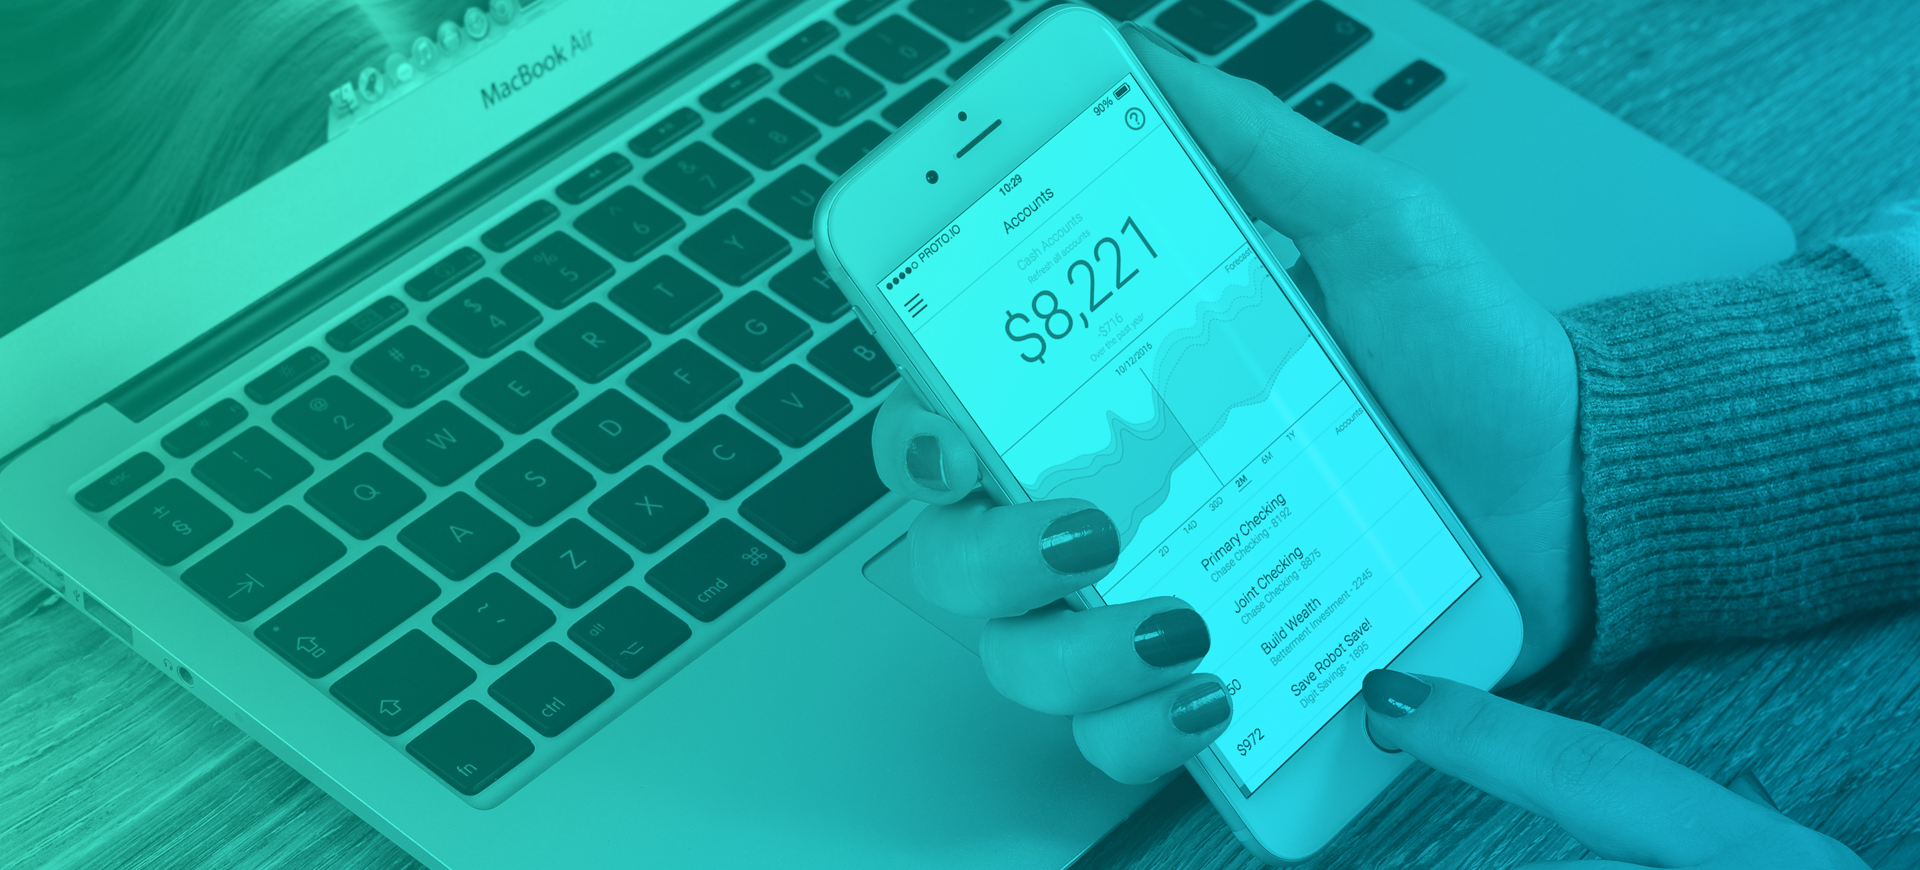 MacBook Air
PROTO.IO
10:29
90%
?
Accounts
Cash Accounts
Refresh all accounts
$8,221
-$716
Over the past year
Forecast
10/12/2016
2D 14D 30D 2M 6M 1Y
Accounts
Primary Checking
Chase Checking - 8192
Joint Checking
Chase Checking - 8875
Build Wealth
Betterment Investment - 2245
50
Save Robot Save!
Digit Savings - 1895
$972
esc
± §
! 1
@ 2
# 3
$ 4
% 5
^ 6
& 7
* 8
9
0
Q W E R T Y U
A S D F G H
~ Z X C V B
fn ctrl alt ⌥ cmd ⌘